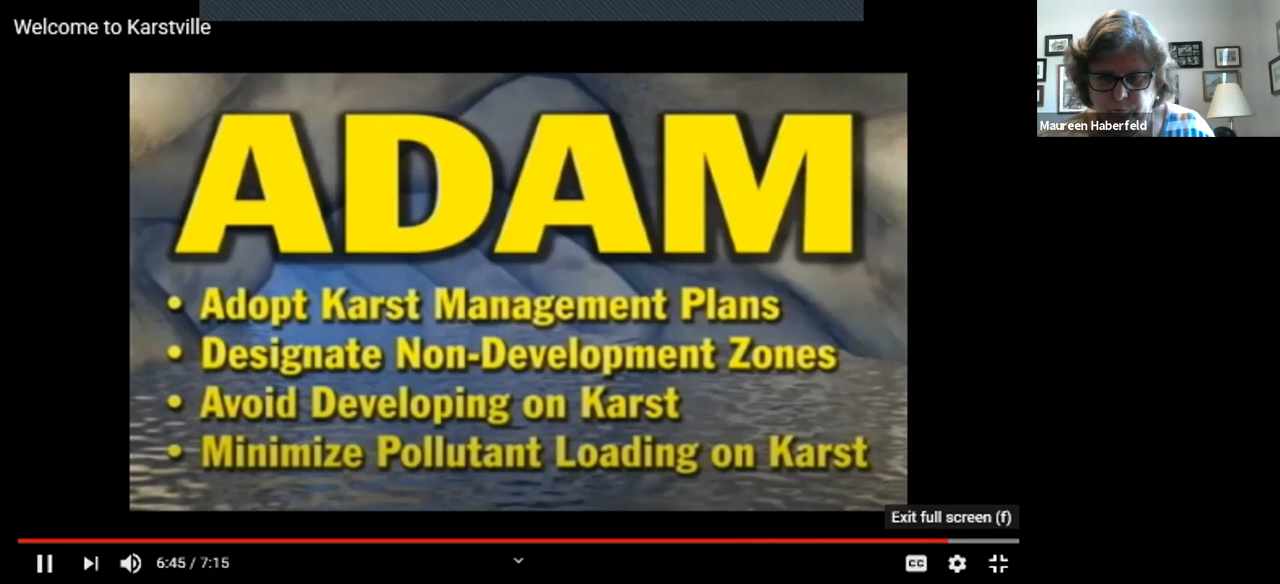 Welcome to Karstville
Maureen Haberfeld
ADAM
• Adopt Karst Management Plans
• Designate Non-Development Zones
• Avoid Developing on Karst
• Minimize Pollutant Loading on Karst
Exit full screen (f)
6:45 / 7:15
CC